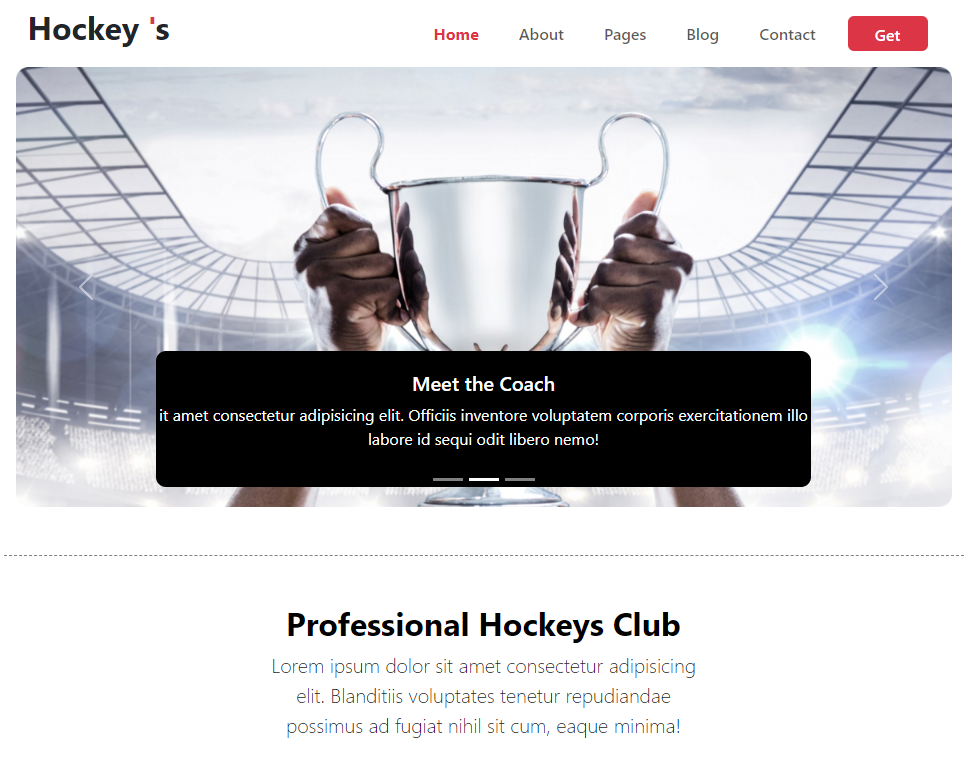 Hockey 's
Home About Pages Blog Contact Get
Meet the Coach
it amet consectetur adipisicing elit. Officiis inventore voluptatem corporis exercitationem illo
labore id sequi odit libero nemo!
Professional Hockeys Club
Lorem ipsum dolor sit amet consectetur adipisicing
elit. Blanditiis voluptates tenetur repudiandae
possimus ad fugiat nihil sit cum, eaque minima!